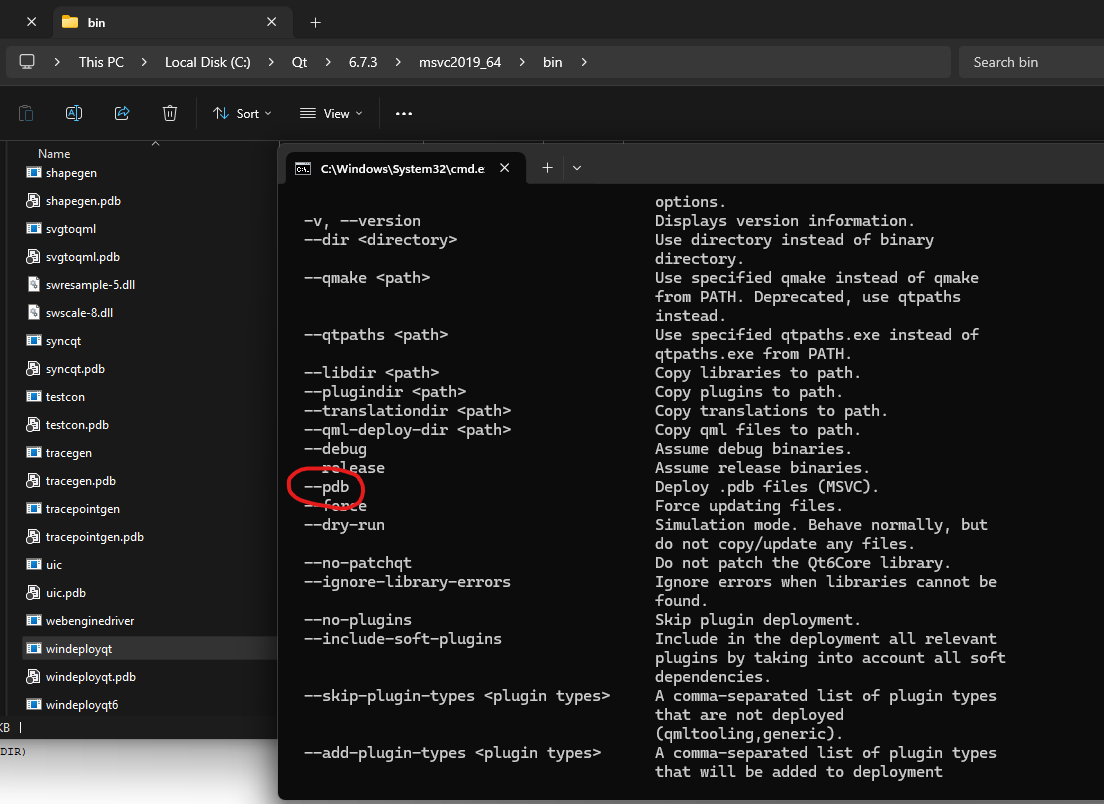 bin
This PC
Local Disk (C:)
Qt
6.7.3
msvc2019_64
bin
Search bin
Sort
View
Name
shapegen
shapegen.pdb
svgtoqml
svgtoqml.pdb
swresample-5.dll
swscale-8.dll
syncqt
syncqt.pdb
testcon
testcon.pdb
tracegen
tracegen.pdb
tracepointgen
tracepointgen.pdb
uic
uic.pdb
webenginedriver
windeployqt
windeployqt.pdb
windeployqt6
KB
DIR)
C:\Windows\System32\cmd.e
options.
-v, --version Displays version information.
--dir <directory> Use directory instead of binary
directory.
--qmake <path> Use specified qmake instead of qmake
from PATH. Deprecated, use qtpaths
instead.
--qtpaths <path> Use specified qtpaths.exe instead of
qtpaths.exe from PATH.
--libdir <path> Copy libraries to path.
--plugindir <path> Copy plugins to path.
--translationdir <path> Copy translations to path.
--qml-deploy-dir <path> Copy qml files to path.
--debug Assume debug binaries.
--release Assume release binaries.
--pdb Deploy .pdb files (MSVC).
--force Force updating files.
--dry-run Simulation mode. Behave normally, but
do not copy/update any files.
--no-patchqt Do not patch the Qt6Core library.
--ignore-library-errors Ignore errors when libraries cannot be
found.
--no-plugins Skip plugin deployment.
--include-soft-plugins Include in the deployment all relevant
plugins by taking into account all soft
dependencies.
--skip-plugin-types <plugin types> A comma-separated list of plugin types
that are not deployed
(qmltooling,generic).
--add-plugin-types <plugin types> A comma-separated list of plugin types
that will be added to deployment